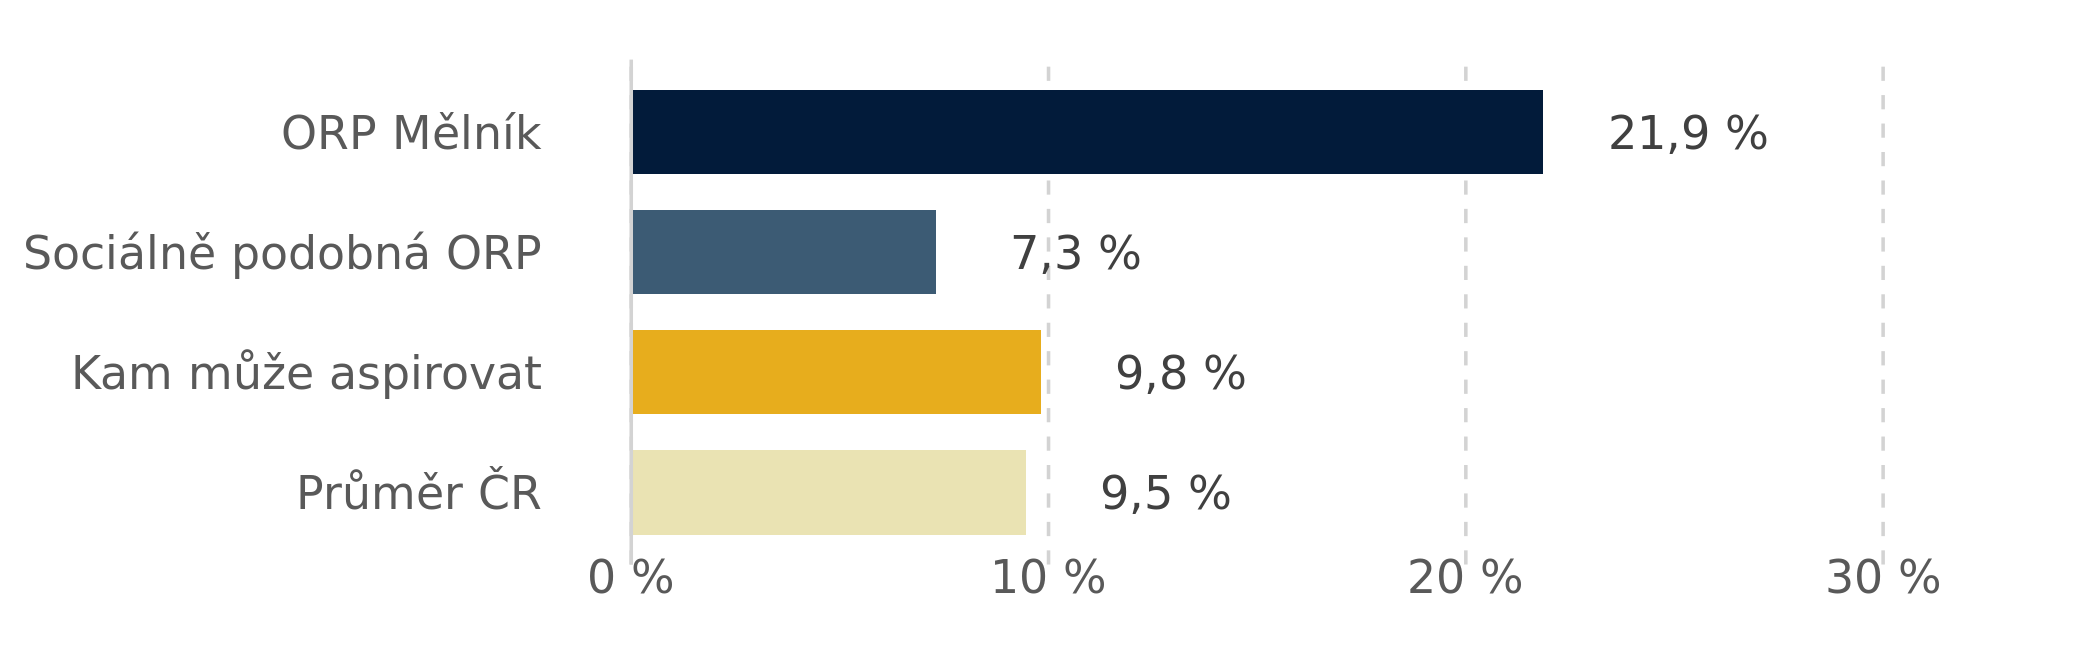 ORP Mělník 21,9 %
Sociálně podobná ORP 7,3 %
Kam může aspirovat 9,8 %
Průměr ČR 9,5 %
0 % 10 % 20 % 30 %